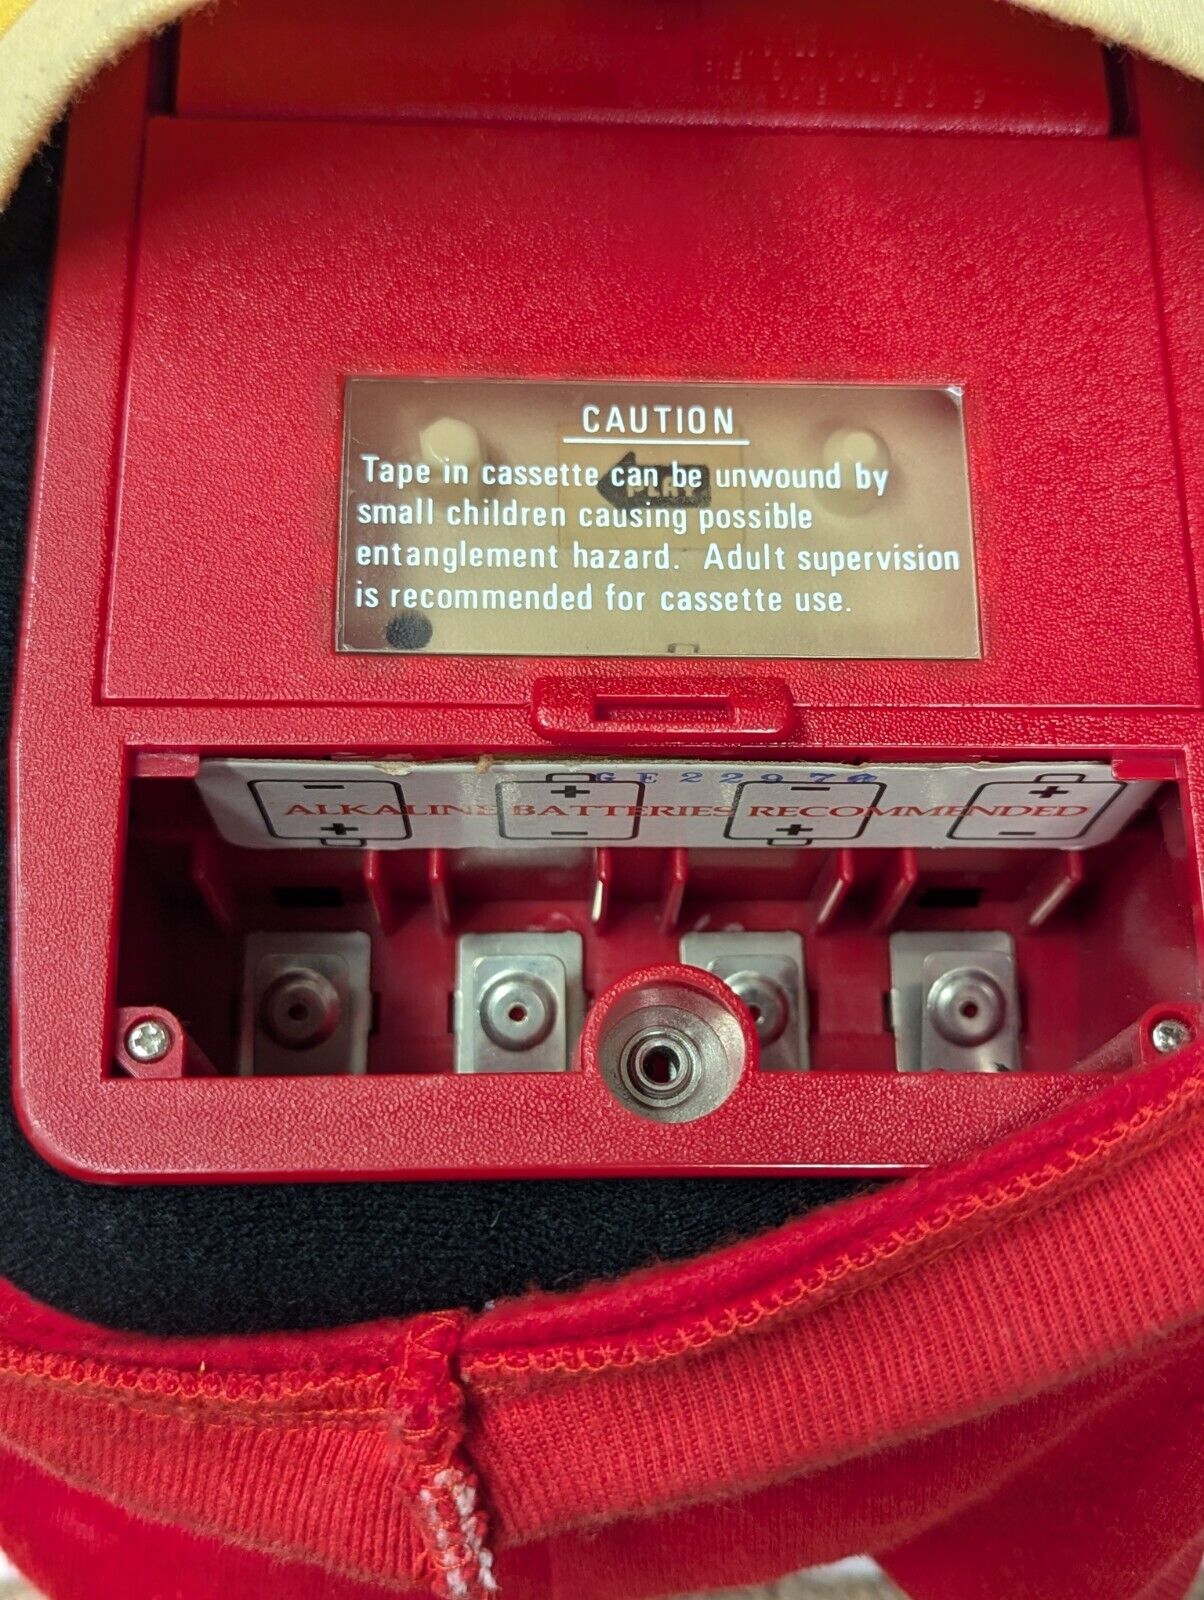 CAUTION
Tape in cassette can be unwound by
small children causing possible
entanglement hazard. Adult supervision
is recommended for cassette use.
PLAY
ALKALINE BATTERIES RECOMMENDED